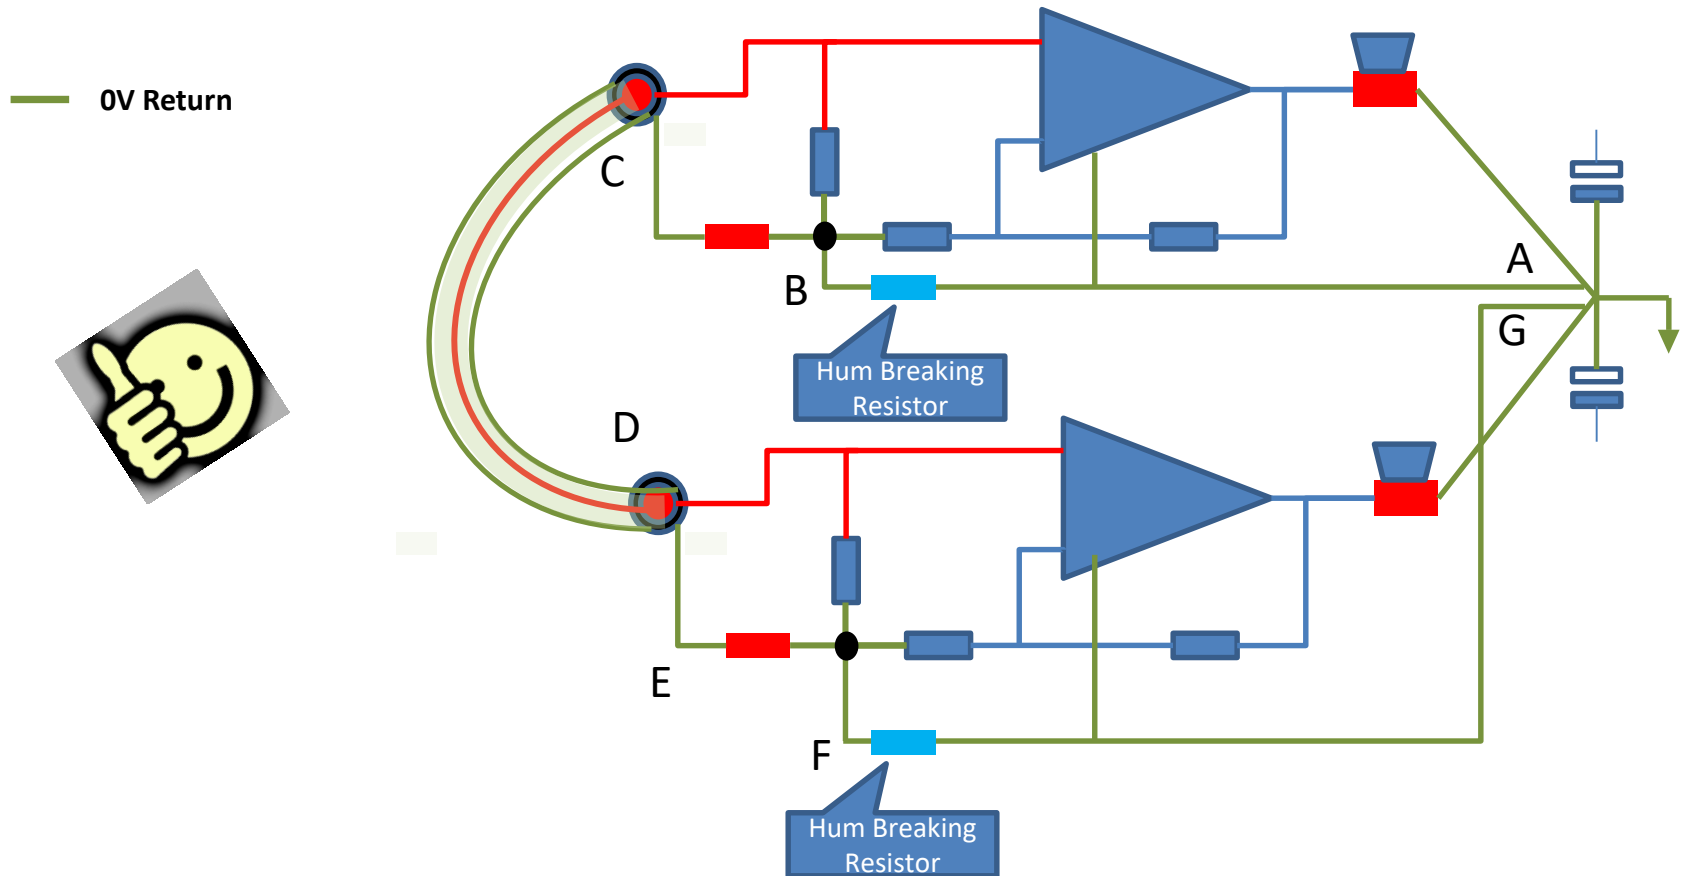 0V Return
C
A
B
G
Hum Breaking
Resistor
D
E
F
Hum Breaking
Resistor